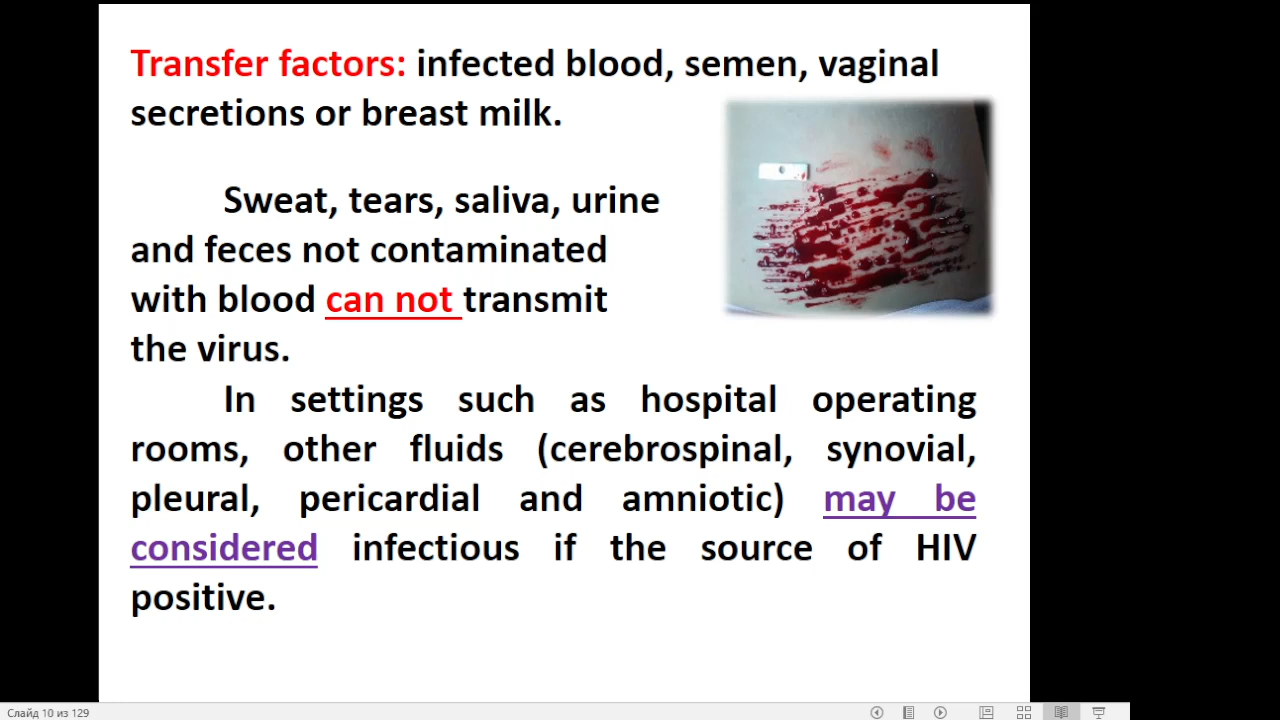 Transfer factors: infected blood, semen, vaginal
secretions or breast milk.
Sweat, tears, saliva, urine
and feces not contaminated
with blood can not transmit
the virus.
In settings such as hospital operating
rooms, other fluids (cerebrospinal, synovial,
pleural, pericardial and amniotic) may be
considered infectious if the source of HIV
positive.
Слайд 10 из 129